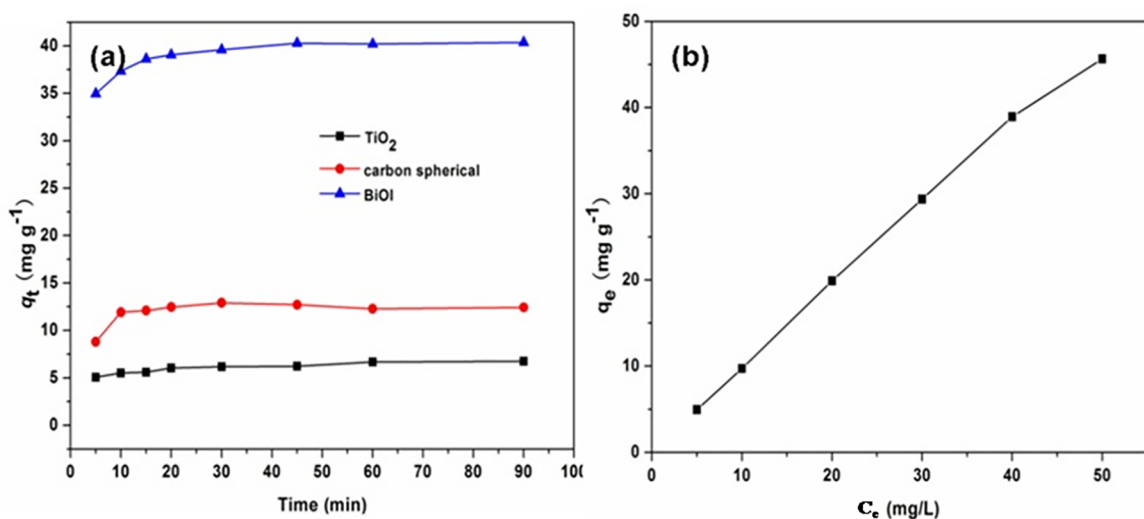 (a)
40
35
30
25
20
15
10
5
0
qt (mg g-1)
TiO2
carbon spherical
BiOI
0 10 20 30 40 50 60 70 80 90 100
Time (min)
(b)
50
40
30
20
10
0
qe (mg g-1)
0 10 20 30 40 50
Ce (mg/L)